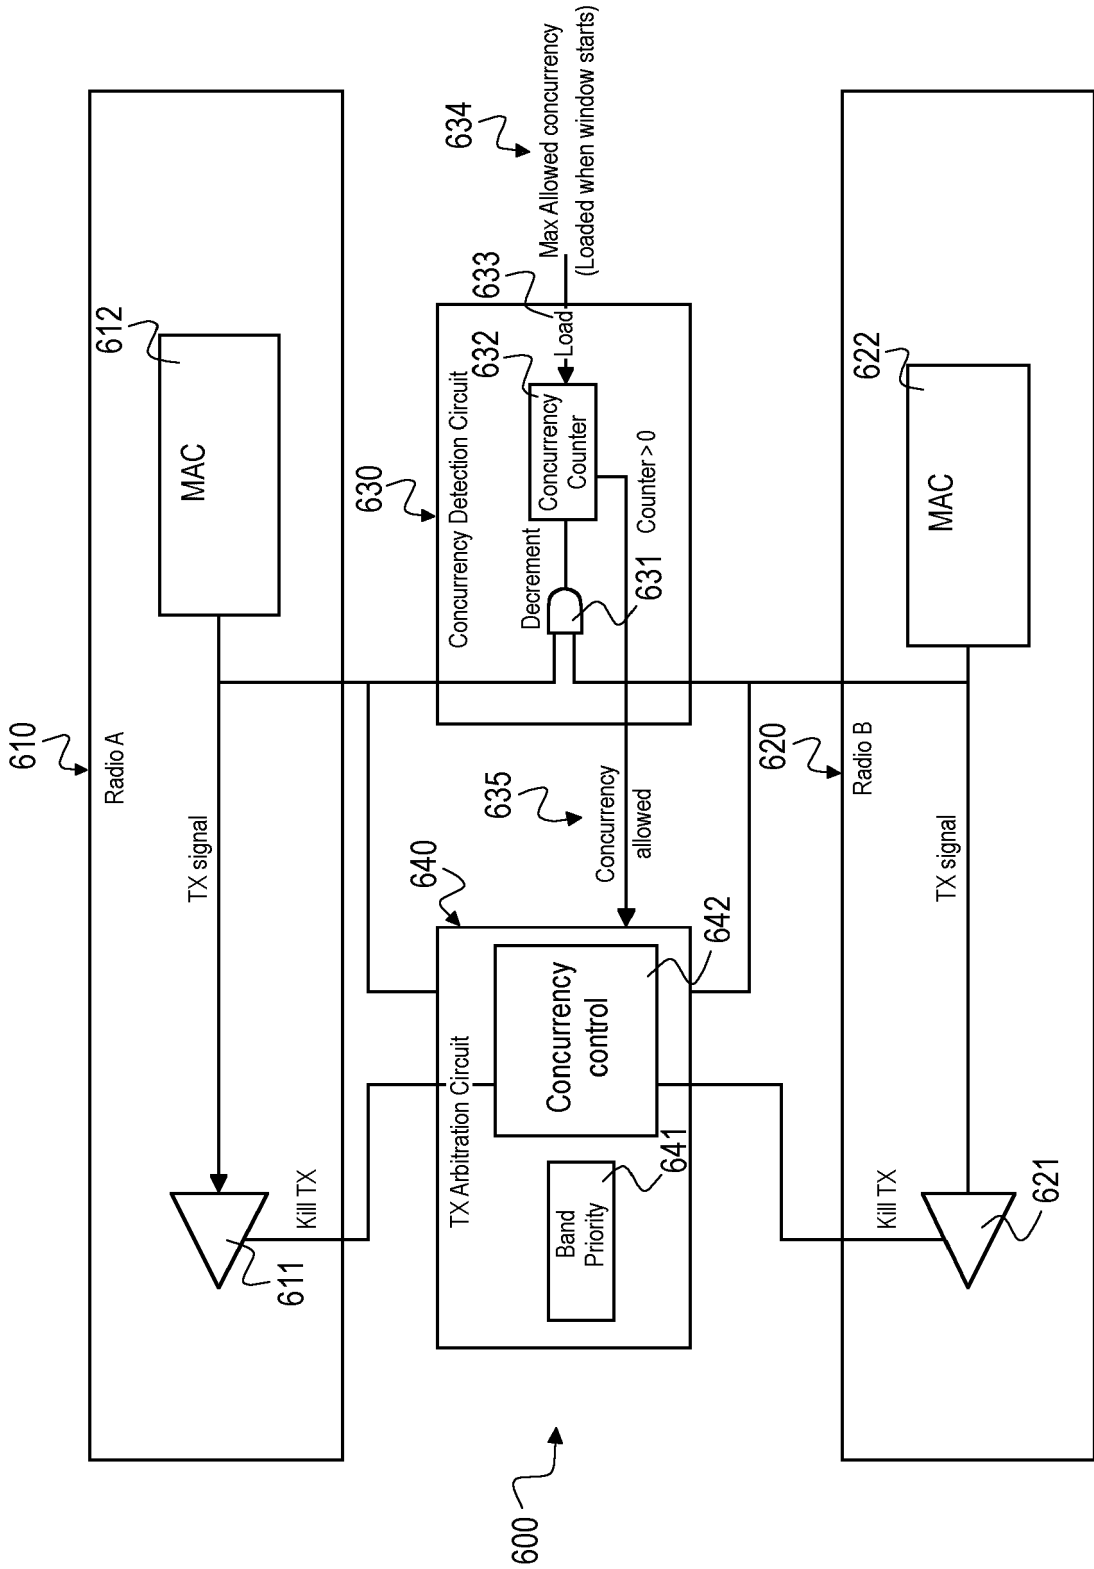 610
Radio A
TX signal
MAC
612
Kill TX
611
630
Concurrency Detection Circuit
Decrement
631
Concurrency
Counter
632
Load
633
634
Max Allowed concurrency
(Loaded when window starts)
Counter > 0
635
Concurrency
allowed
640
TX Arbitration Circuit
Concurrency
control
642
Band
Priority
641
600
620
Radio B
TX signal
MAC
622
Kill TX
621